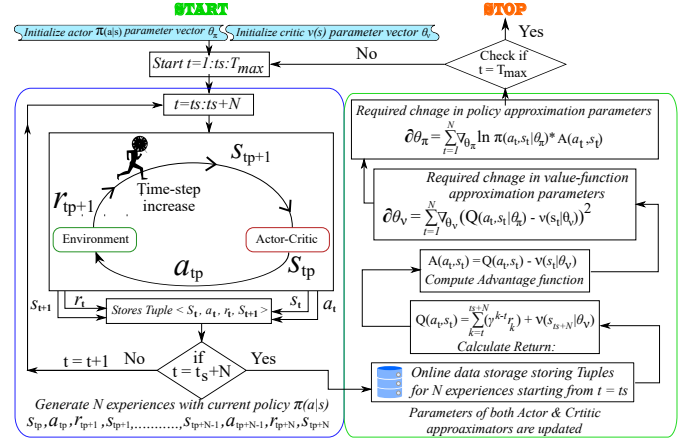 START
STOP
Initialize actor π(a|s) parameter vector θπ
Initialize critic v(s) parameter vector θv
Yes
No
Start t=1:ts:Tmax
Check if
t = Tmax
t=ts:ts+N
Required chnage in policy approximation parameters
∂θπ = ∑_{t=1}^{N} ∇θπ ln π(at,st|θπ)* A(at,st)
stp+1
rtp+1
Time-step
increase
Environment
Actor-Critic
atp
stp
Required chnage in value-function
approximation parameters
∂θv = ∑_{t=1}^{N} ∇θv (Q(at,st|θπ) - v(st|θv))²
A(at,st) =Q(at,st) - v(st|θv)
Compute Advantage function
st+1
rt
Stores Tuple < St, at, rt, St+1 >
st
at
Q(at,st) = ∑_{k=t}^{ts+N} (γ^{k-t} rk) + v(sts+N|θv)
Calculate Return:
t = t+1
No
if
t = ts+N
Yes
Online data storage storing Tuples
for N experiences starting from t = ts
Generate N experiences with current policy π(a|s)
stp,atp,rtp+1,stp+1,...........,stp+N-1,atp+N-1,rtp+N,stp+N
Parameters of both Actor & Crtitic
approaximators are updated